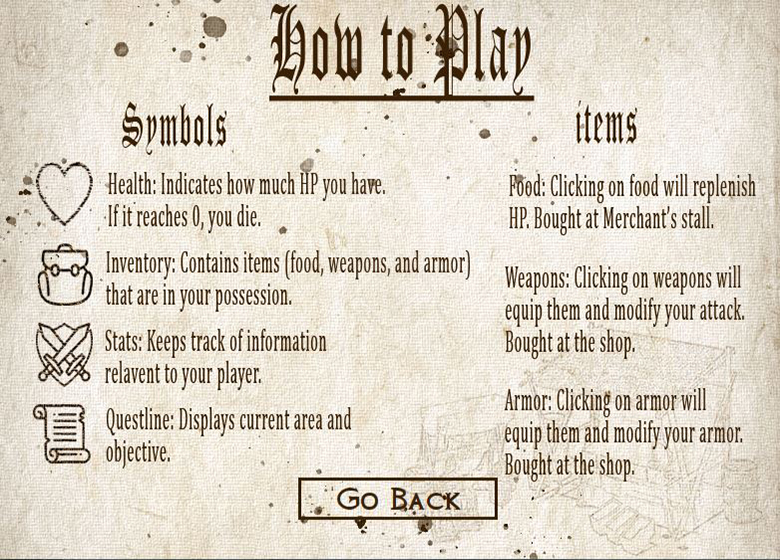 How to Play
Symbols
Health: Indicates how much HP you have.
If it reaches 0, you die.
Inventory: Contains items (food, weapons, and armor)
that are in your possession.
Stats: Keeps track of information
relavent to your player.
Questline: Displays current area and
objective.
items
Food: Clicking on food will replenish
HP. Bought at Merchant's stall.
Weapons: Clicking on weapons will
equip them and modify your attack.
Bought at the shop.
Armor: Clicking on armor will
equip them and modify your armor.
Bought at the shop.
Go Back